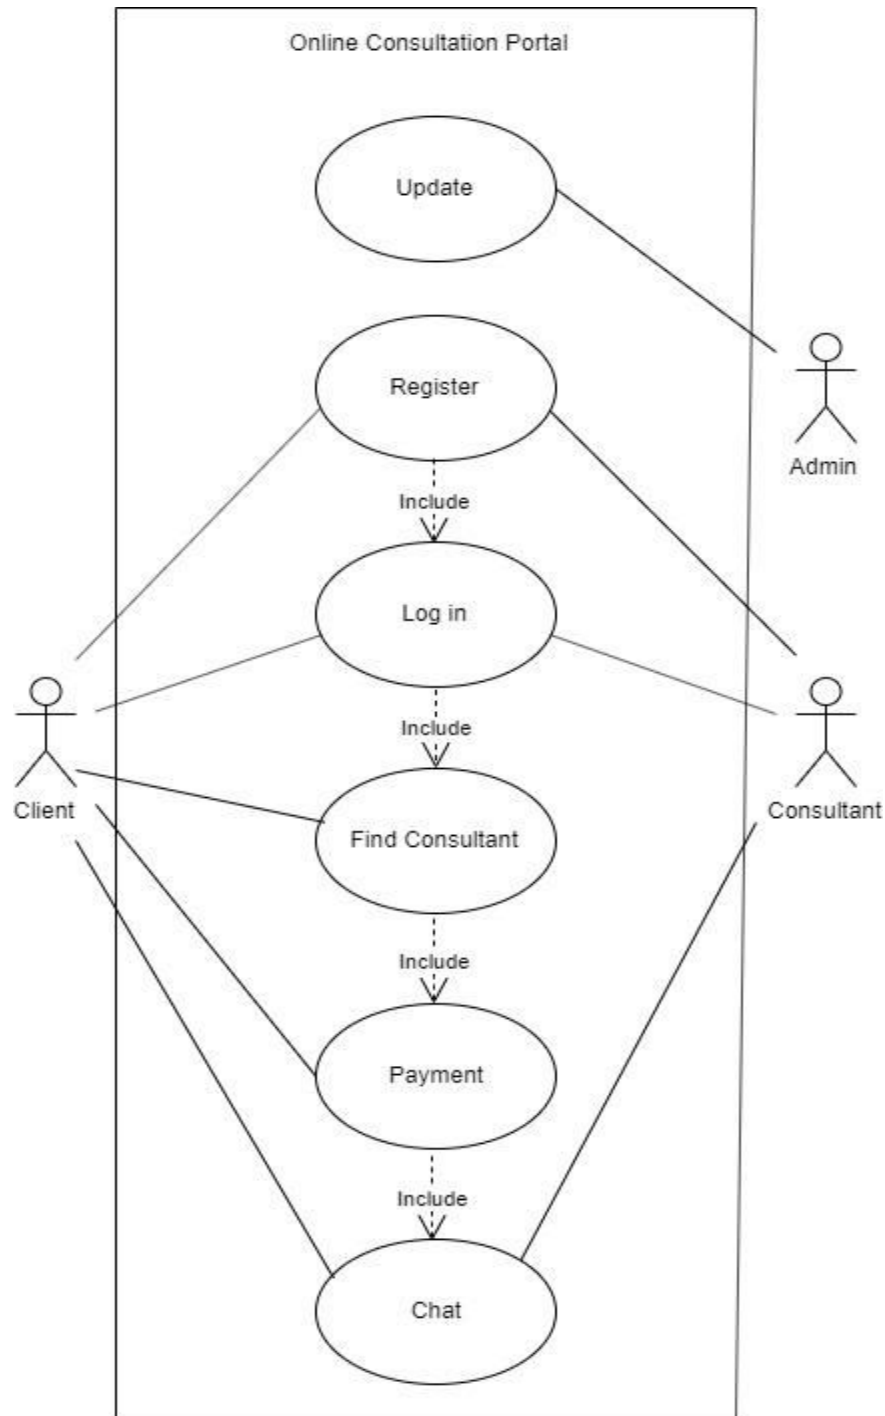 Online Consultation Portal
Update
Register
Admin
Include
Log in
Include
Client
Consultant
Find Consultant
Include
Payment
Include
Chat